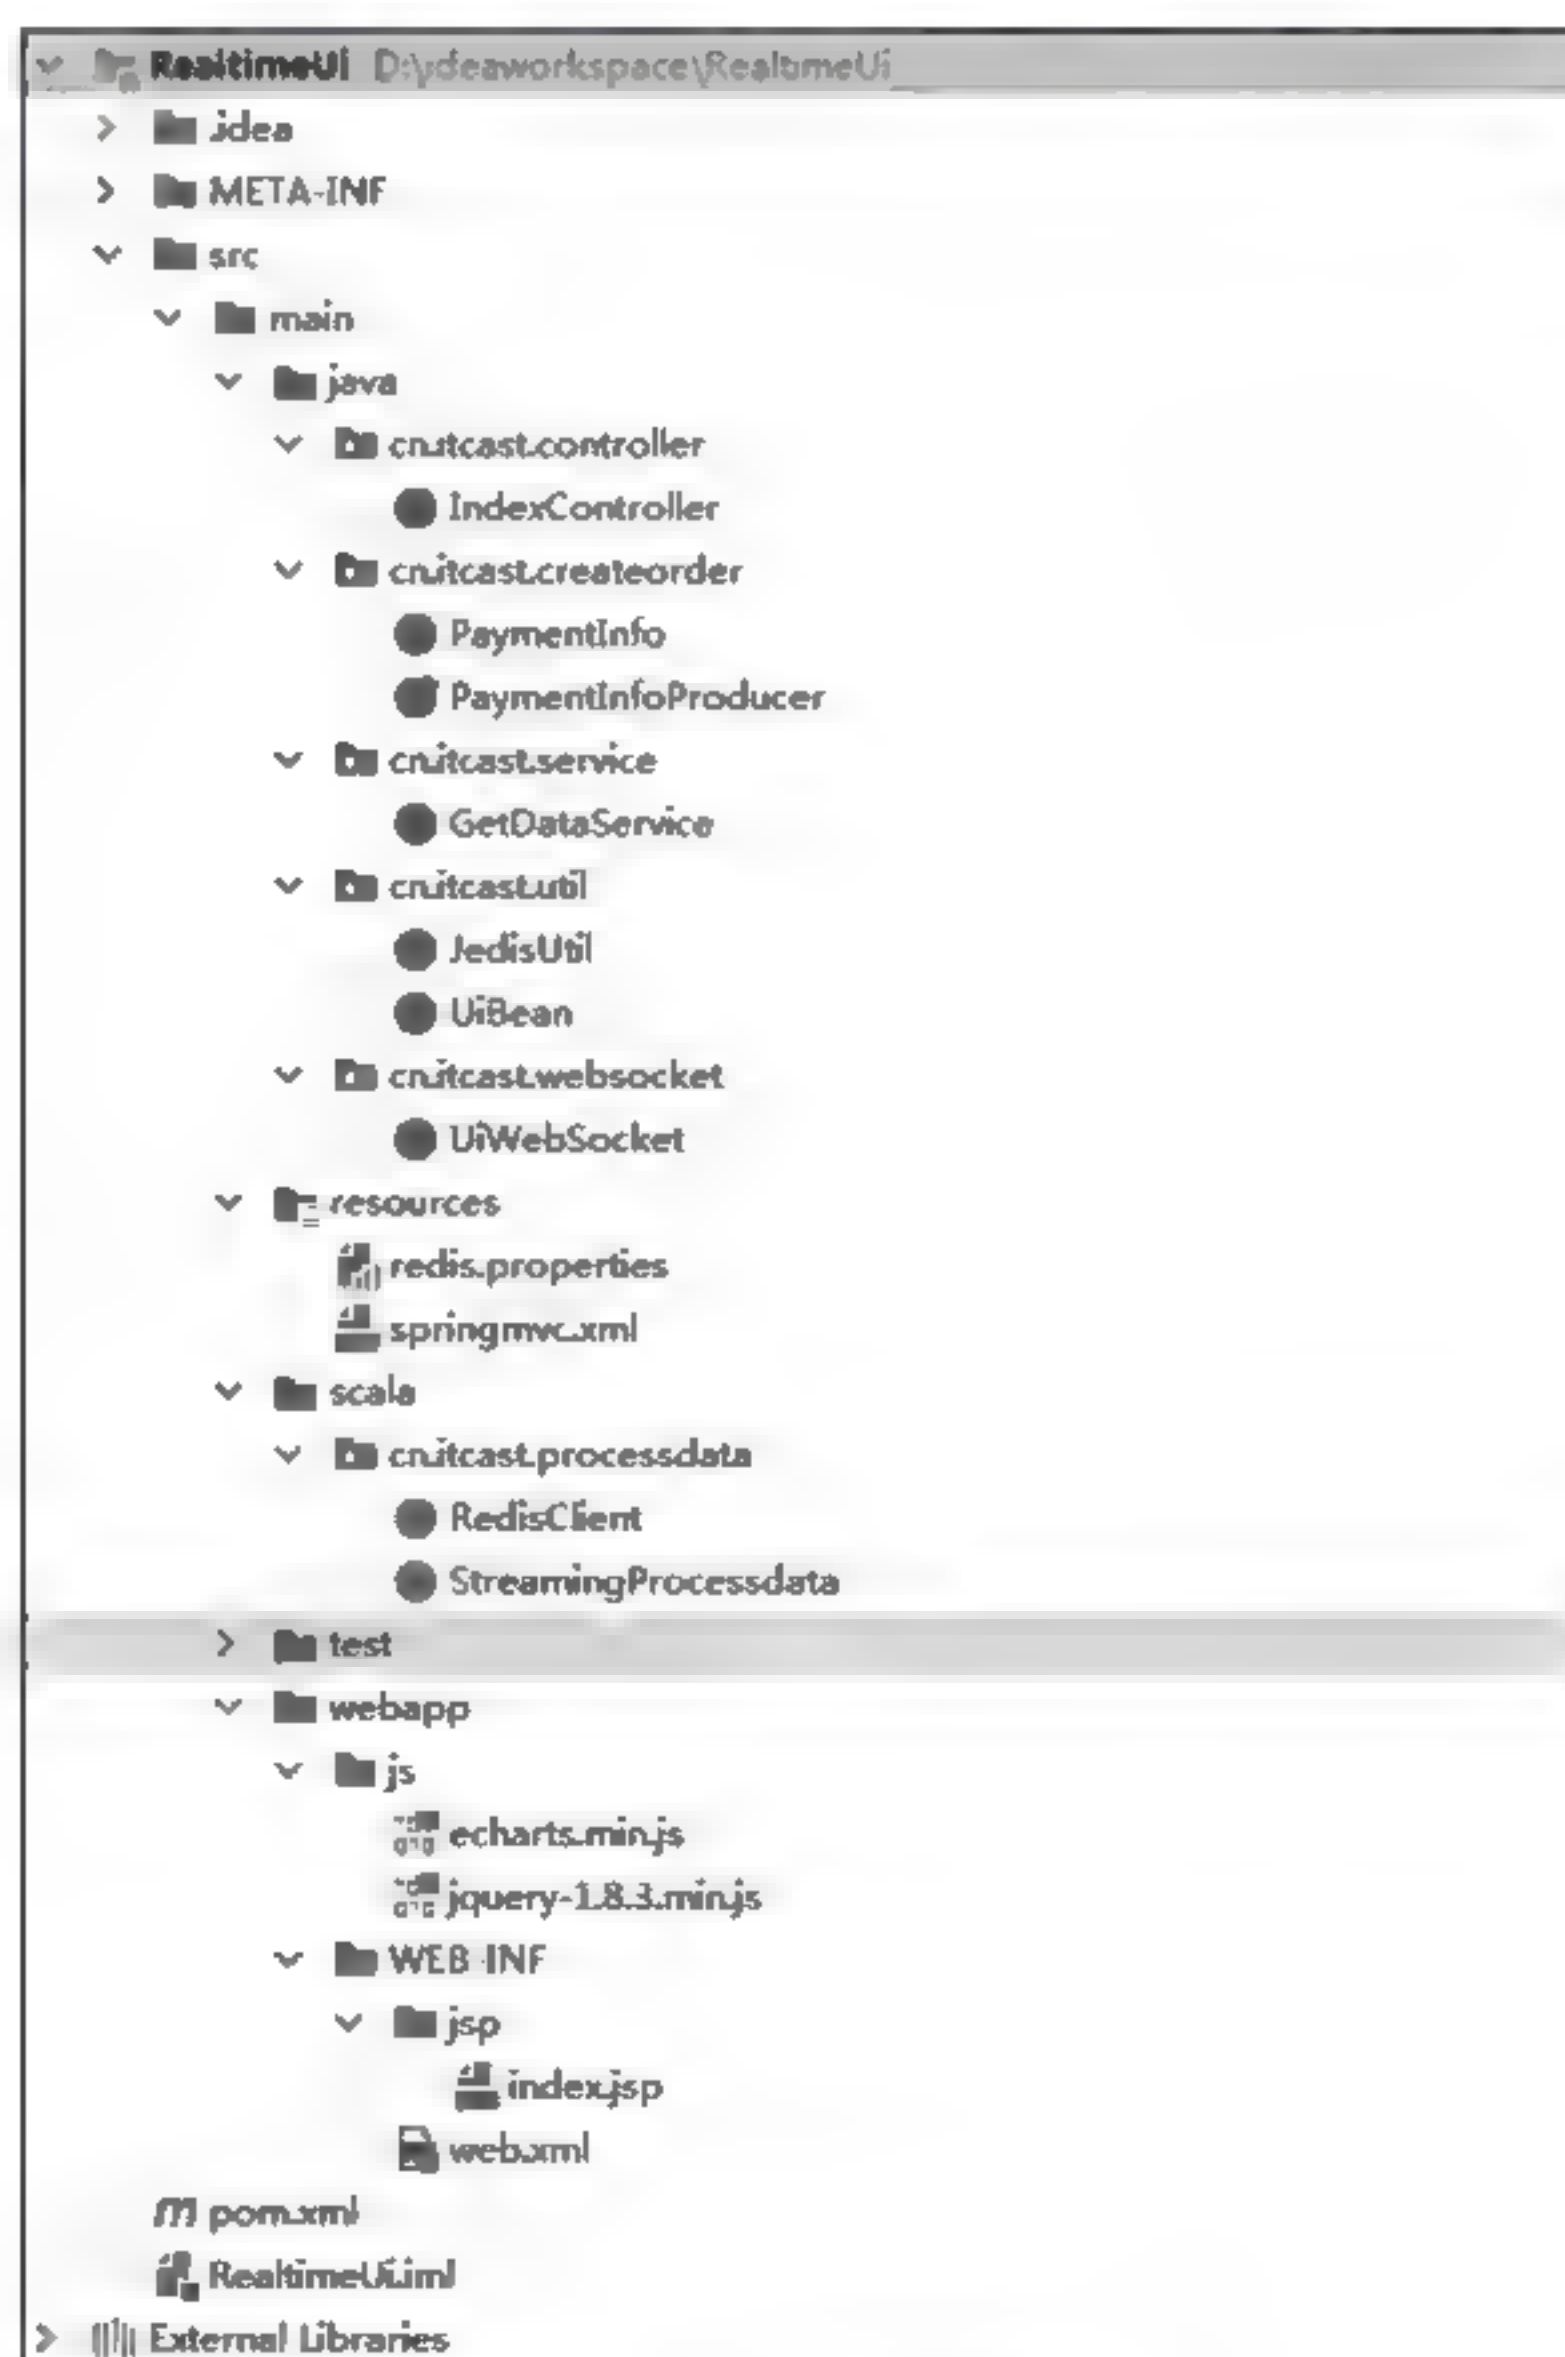 RealtimeUi D:\ideaworkspace\RealtimeUi
.idea
META-INF
src
main
java
cn.itcast.controller
IndexController
cn.itcast.createorder
PaymentInfo
PaymentInfoProducer
cn.itcast.service
GetDataService
cn.itcast.util
JedisUtil
UiBean
cn.itcast.websocket
UiWebSocket
resources
redis.properties
springmvc.xml
scala
cn.itcast.processdata
RedisClient
StreamingProcessdata
test
webapp
js
echarts.min.js
jquery-1.8.3.min.js
WEB-INF
jsp
index.jsp
web.xml
pom.xml
RealtimeUi.iml
External Libraries